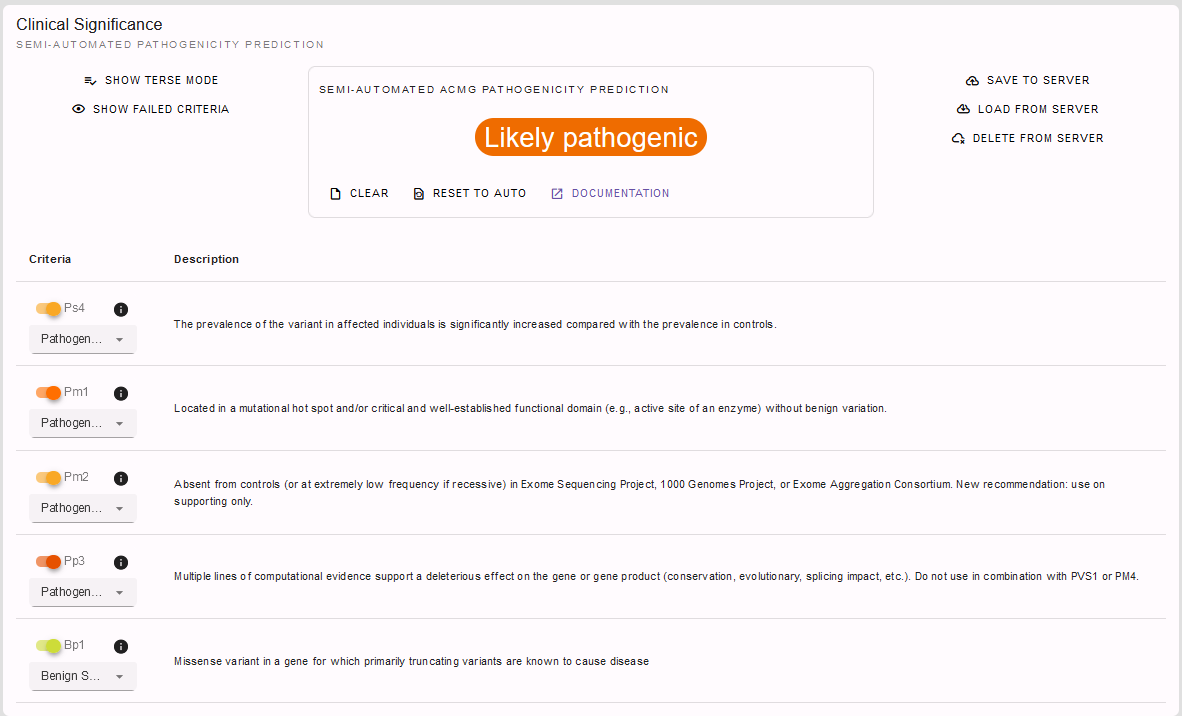 Clinical Significance
SEMI-AUTOMATED PATHOGENICITY PREDICTION
SHOW TERSE MODE
SHOW FAILED CRITERIA
SEMI-AUTOMATED ACMG PATHOGENICITY PREDICTION
Likely pathogenic
CLEAR RESET TO AUTO DOCUMENTATION
SAVE TO SERVER
LOAD FROM SERVER
DELETE FROM SERVER
Criteria Description
Ps4
Pathogen...
The prevalence of the variant in affected individuals is significantly increased compared with the prevalence in controls.
Pm1
Pathogen...
Located in a mutational hot spot and/or critical and well-established functional domain (e.g., active site of an enzyme) without benign variation.
Pm2
Pathogen...
Absent from controls (or at extremely low frequency if recessive) in Exome Sequencing Project, 1000 Genomes Project, or Exome Aggregation Consortium. New recommendation: use on
supporting only.
Pp3
Pathogen...
Multiple lines of computational evidence support a deleterious effect on the gene or gene product (conservation, evolutionary, splicing impact, etc.). Do not use in combination with PVS1 or PM4.
Bp1
Benign S...
Missense variant in a gene for which primarily truncating variants are known to cause disease